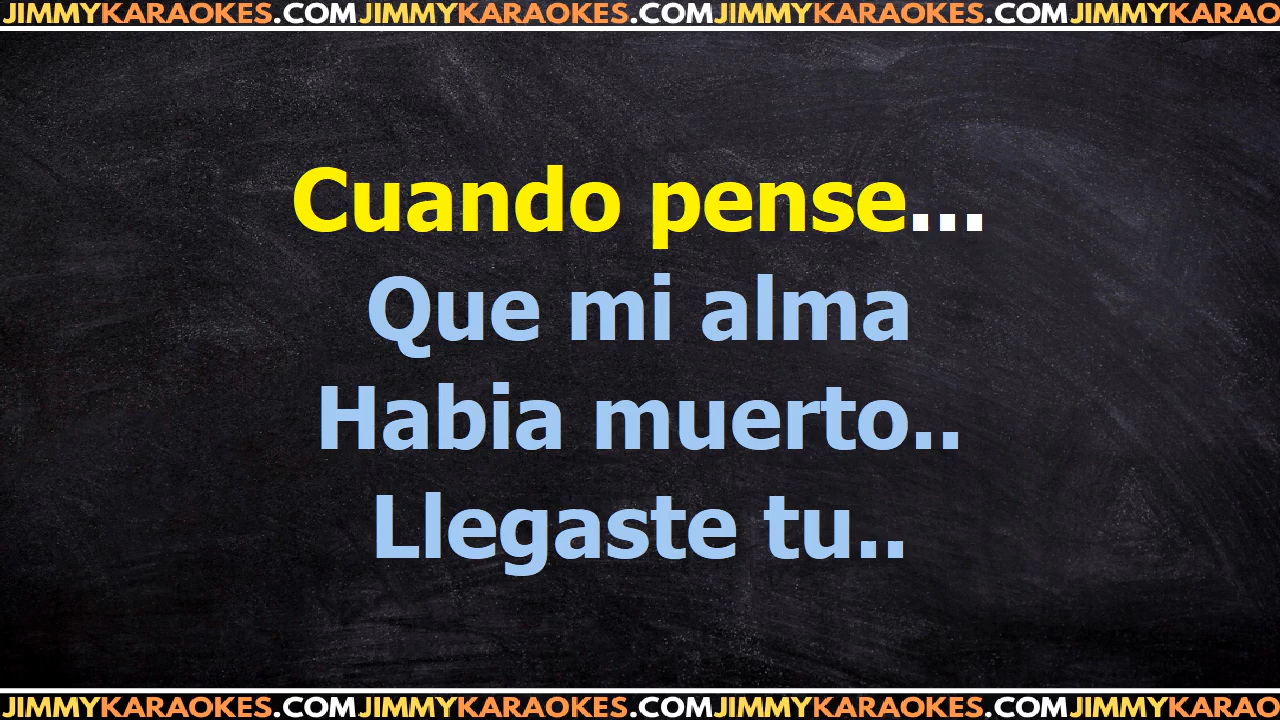 JIMMYKARAOKES.COMJIMMYKARAOKES.COMJIMMYKARAOKES.COMJIMMYKARAO
Cuando pense...
Que mi alma
Habia muerto..
Llegaste tu..
JIMMYKARAOKES.COMJIMMYKARAOKES.COMJIMMYKARAOKES.COMJIMMYKARAO